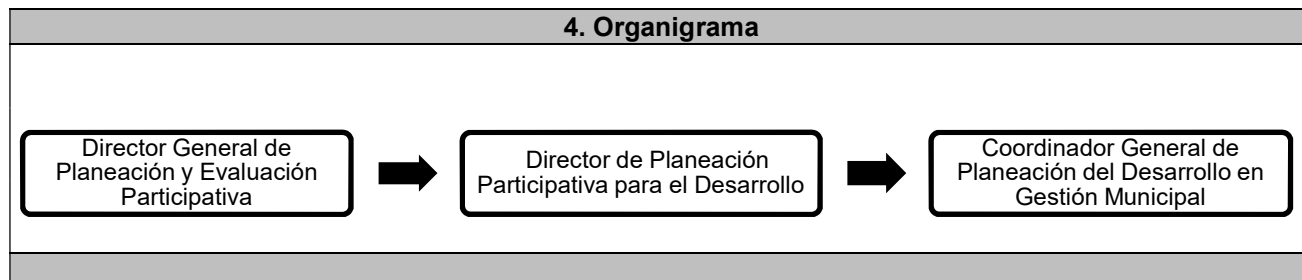 4. Organigrama
Director General de
Planeación y Evaluación
Participativa
Director de Planeación
Participativa para el Desarrollo
Coordinador General de
Planeación del Desarrollo en
Gestión Municipal